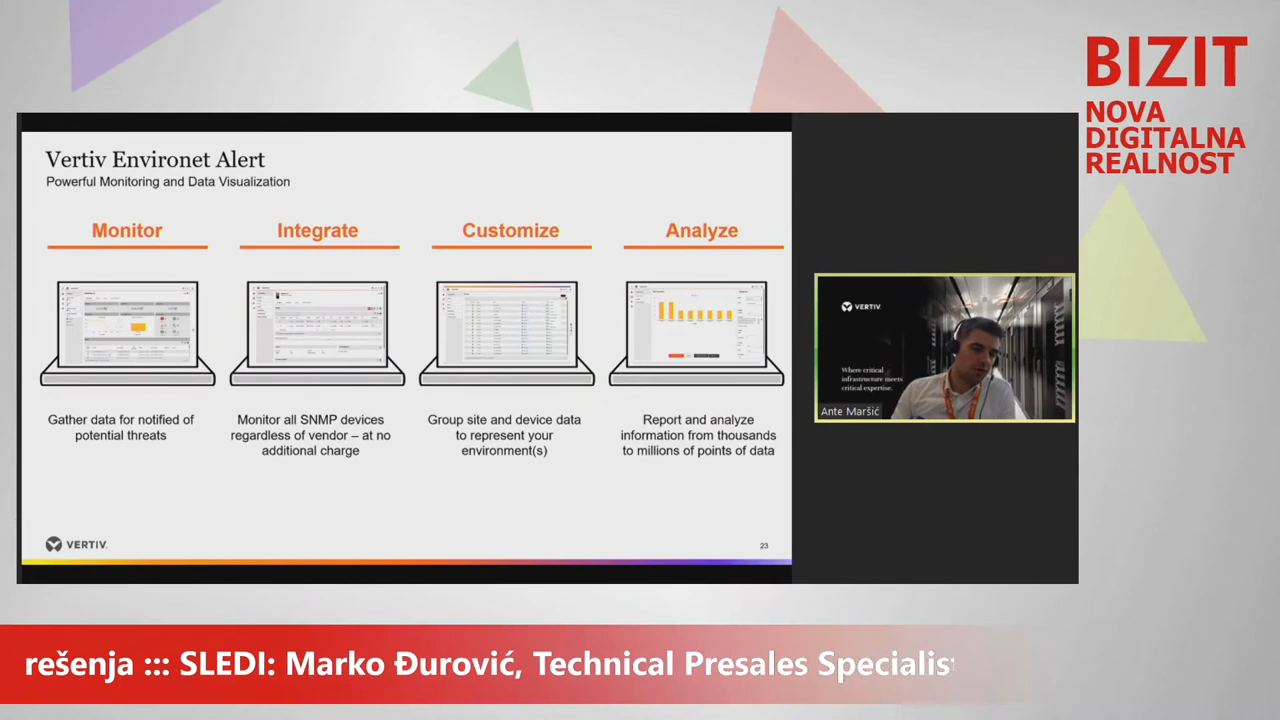 BIZIT
NOVA
DIGITALNA
REALNOST
Vertiv Environet Alert
Powerful Monitoring and Data Visualization
Monitor
Integrate
Customize
Analyze
Gather data for notified of
potential threats
Monitor all SNMP devices
regardless of vendor – at no
additional charge
Group site and device data
to represent your
environment(s)
Report and analyze
information from thousands
to millions of points of data
VERTIV.
23
VERTIV.
Where critical
infrastructure meets
critical expertise.
Ante Maršić
rešenja ::: SLEDI: Marko Đurović, Technical Presales Specialis